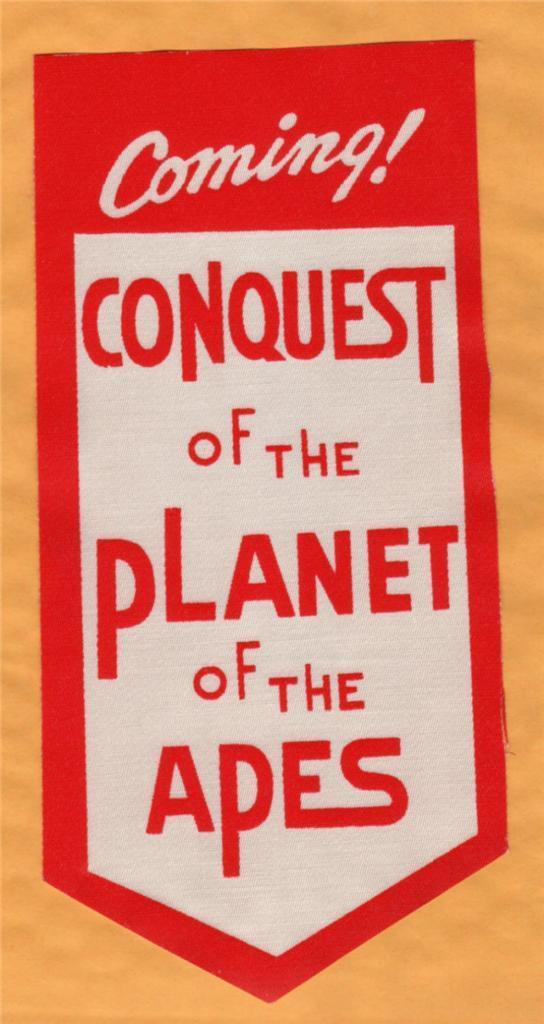 Coming!
CONQUEST
OF THE
PLANET
OF THE
APES